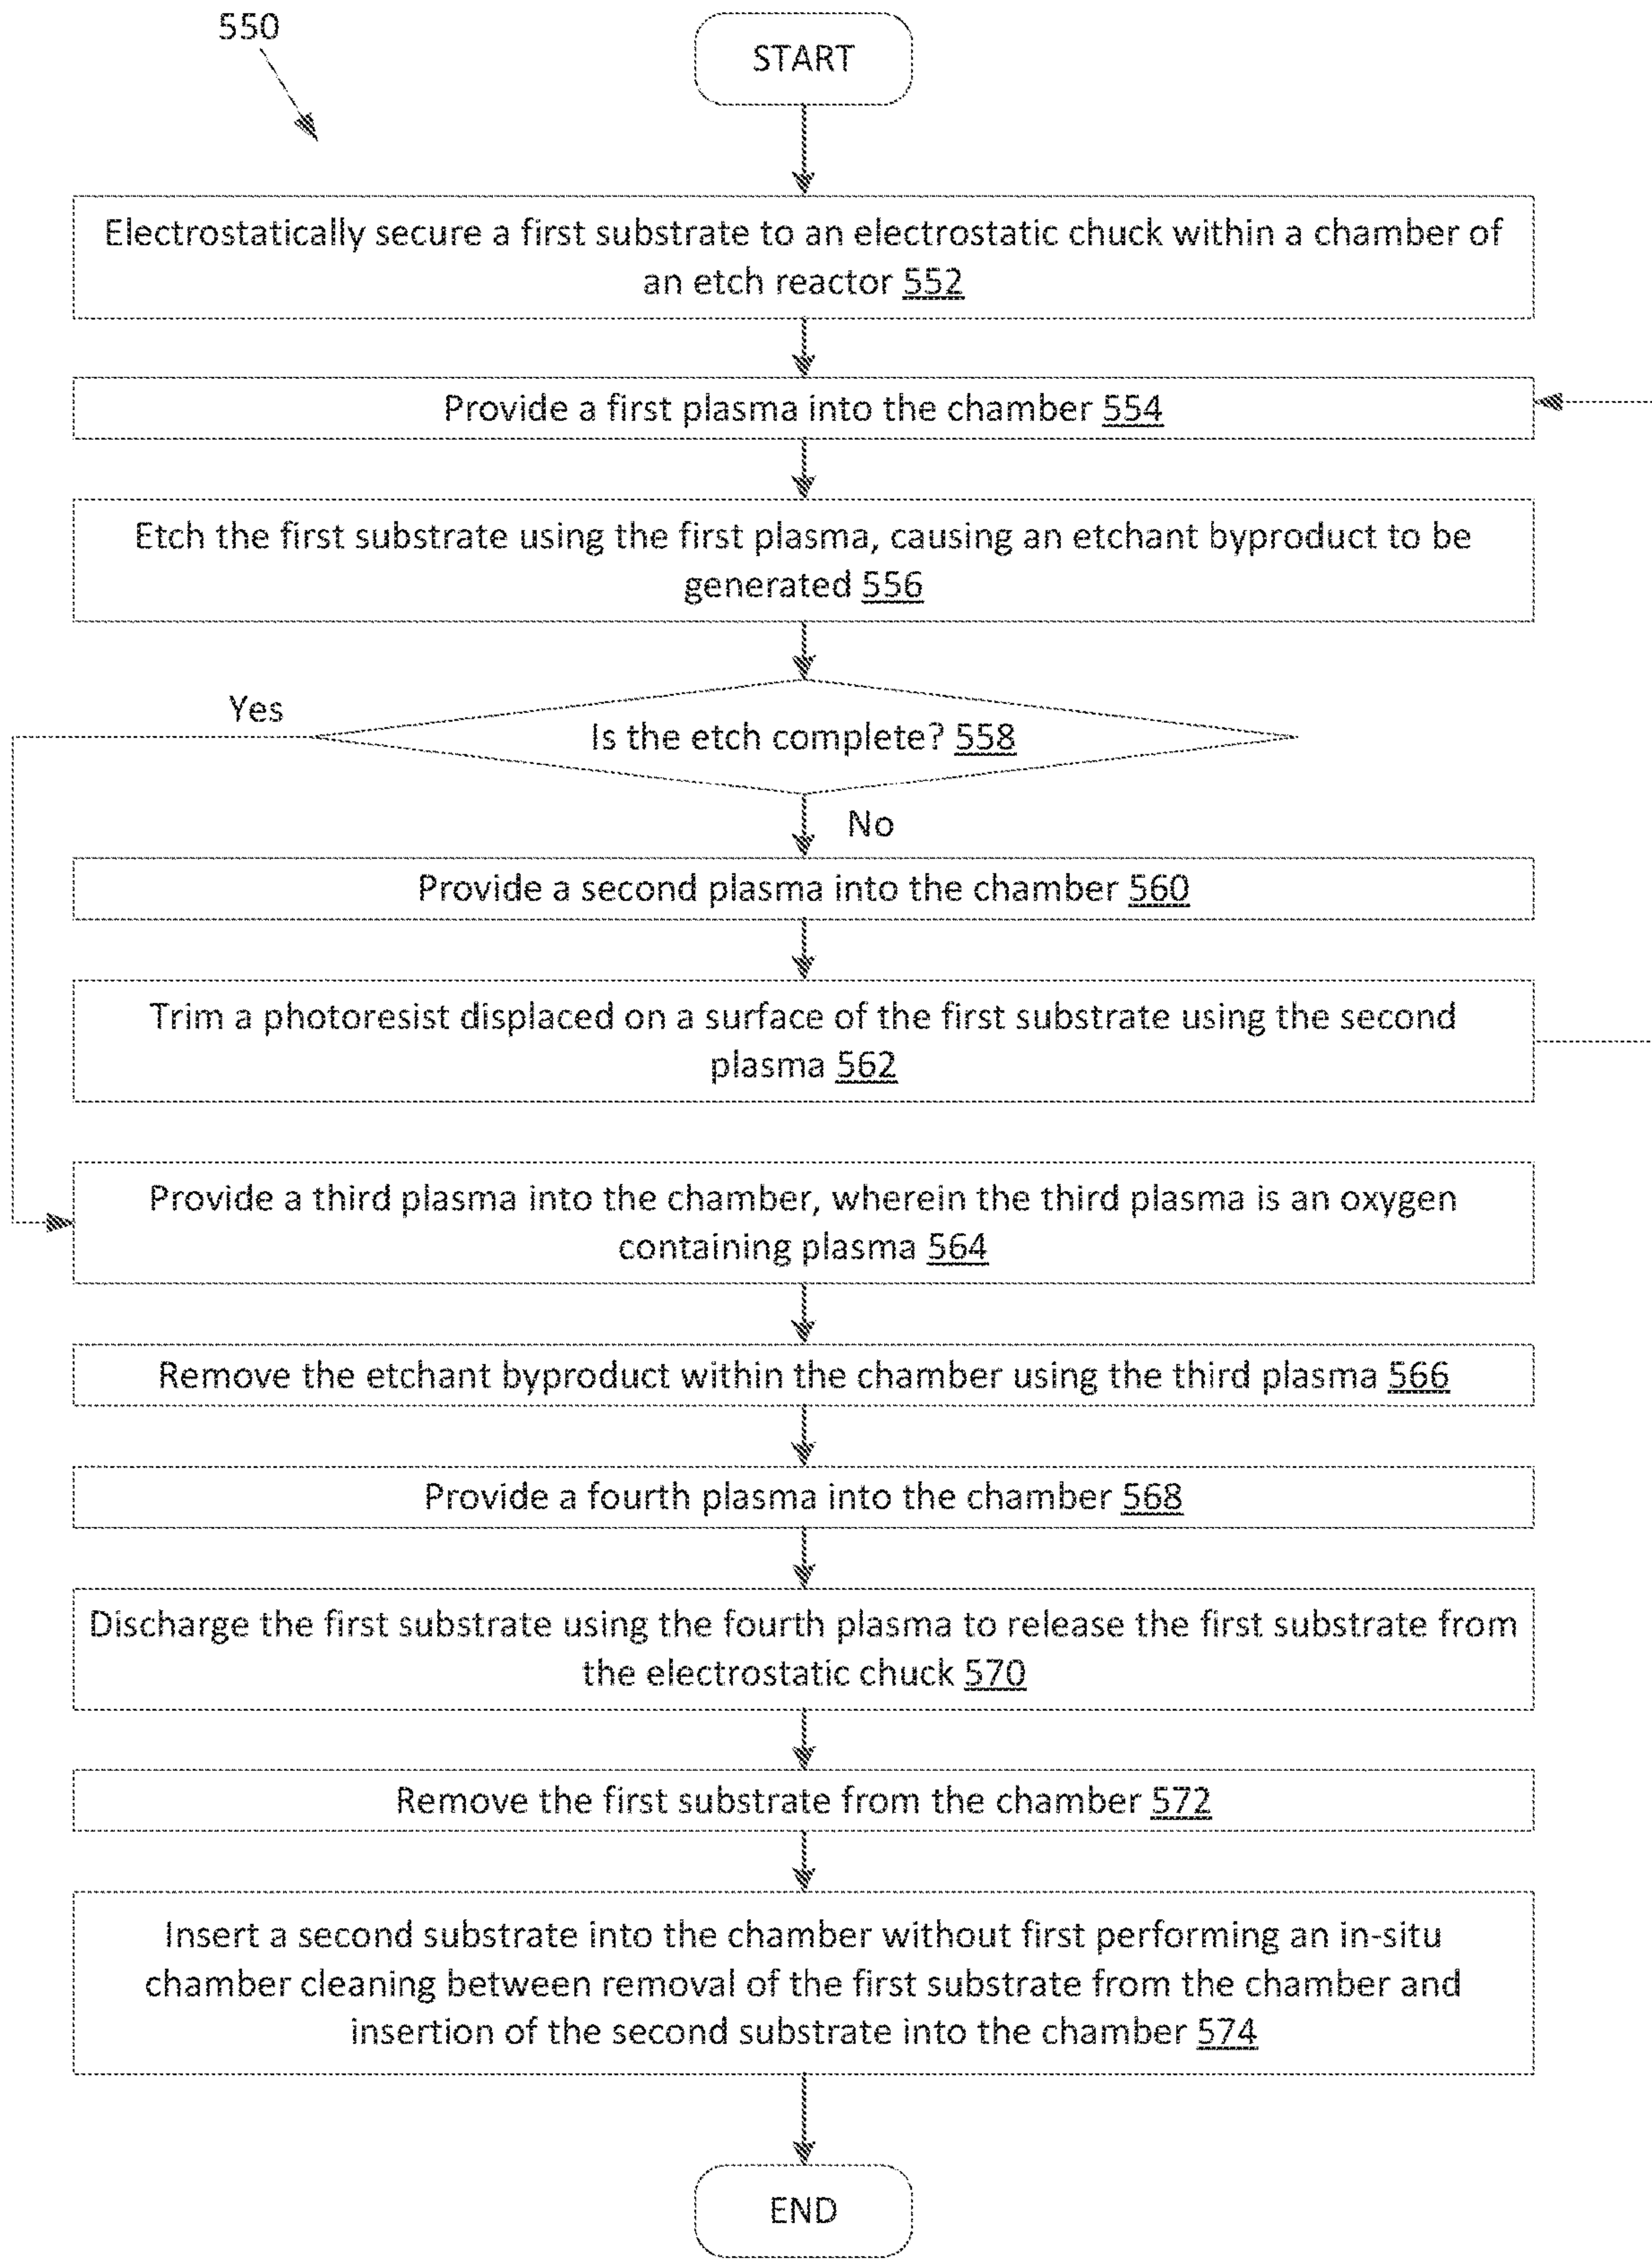 550
START
Electrostatically secure a first substrate to an electrostatic chuck within a chamber of
an etch reactor 552
Provide a first plasma into the chamber 554
Etch the first substrate using the first plasma, causing an etchant byproduct to be
generated 556
Yes
Is the etch complete? 558
No
Provide a second plasma into the chamber 560
Trim a photoresist displaced on a surface of the first substrate using the second
plasma 562
Provide a third plasma into the chamber, wherein the third plasma is an oxygen
containing plasma 564
Remove the etchant byproduct within the chamber using the third plasma 566
Provide a fourth plasma into the chamber 568
Discharge the first substrate using the fourth plasma to release the first substrate from
the electrostatic chuck 570
Remove the first substrate from the chamber 572
Insert a second substrate into the chamber without first performing an in-situ
chamber cleaning between removal of the first substrate from the chamber and
insertion of the second substrate into the chamber 574
END